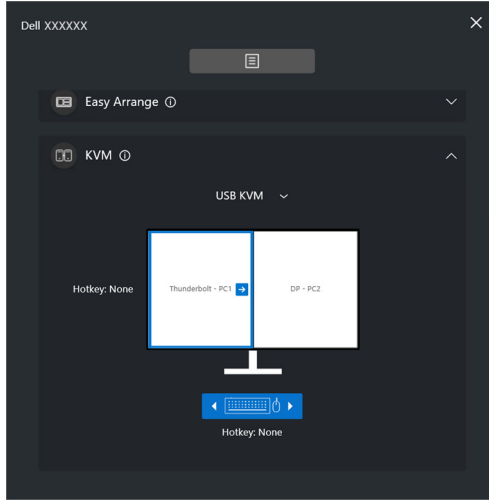 Dell XXXXXX
Easy Arrange
KVM
USB KVM
Hotkey: None
Thunderbolt - PC1
DP - PC2
Hotkey: None